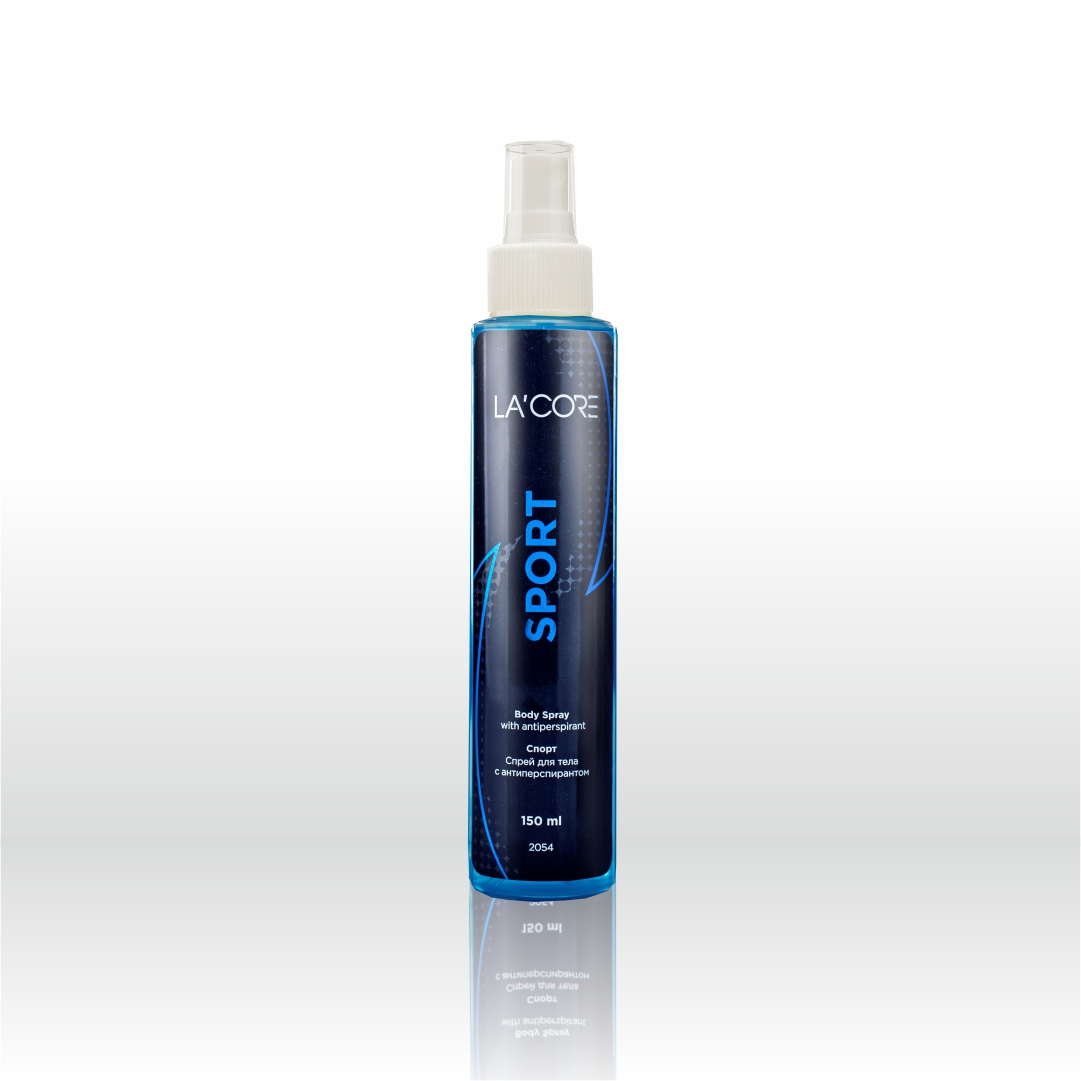 LA'CORE
SPORT
Body Spray
with antiperspirant
Спорт
Спрей для тела
с антиперспирантом
150 ml
2054